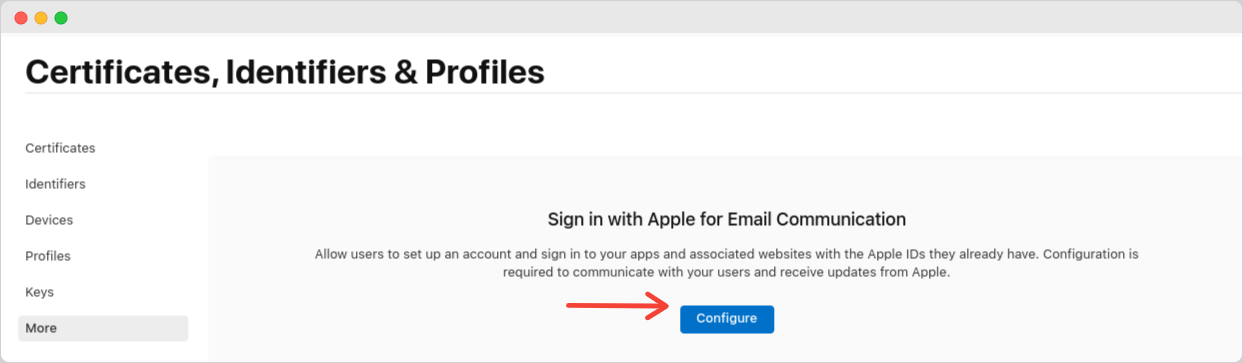 Certificates, Identifiers & Profiles
Certificates
Identifiers
Devices
Profiles
Keys
More
Sign in with Apple for Email Communication
Allow users to set up an account and sign in to your apps and associated websites with the Apple IDs they already have. Configuration is
required to communicate with your users and receive updates from Apple.
Configure